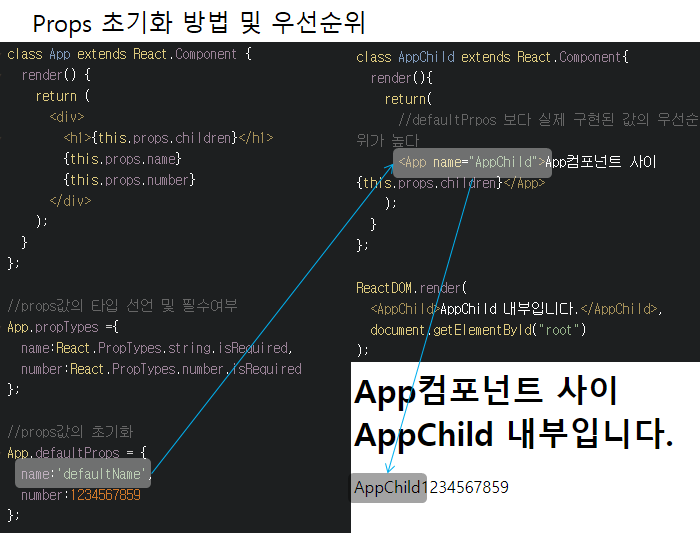 Props 초기화 방법 및 우선순위
class App extends React.Component {
render() {
return (
<div>
<h1>{this.props.children}</h1>
{this.props.name}
{this.props.number}
</div>
);
}
};
//props값의 타입 선언 및 필수여부
App.propTypes ={
name:React.PropTypes.string.isRequired,
number:React.PropTypes.number.isRequired
};
//props값의 초기화
App.defaultProps = {
name:'defaultName',
number:1234567859
};
class AppChild extends React.Component{
render(){
return(
//defaultPrpos 보다 실제 구현된 값의 우선순
위가 높다
<App name="AppChild">App컴포넌트 사이
{this.props.children}</App>
);
}
};
ReactDOM.render(
<AppChild>AppChild 내부입니다.</AppChild>,
document.getElementById("root")
);
App컴포넌트 사이
AppChild 내부입니다.
AppChild1234567859